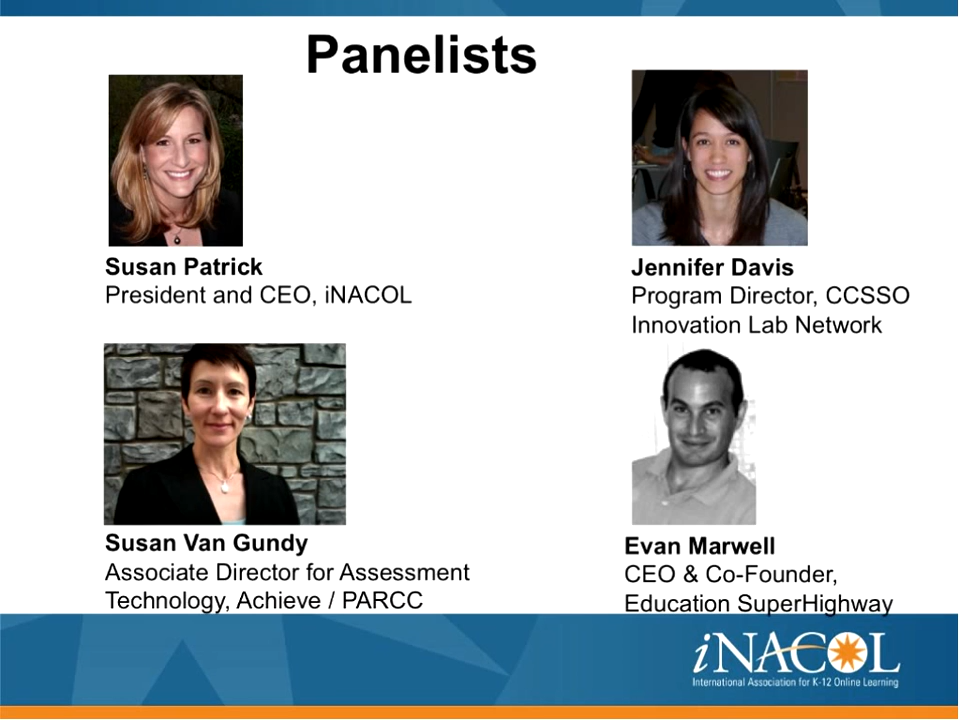 Panelists
Susan Patrick
President and CEO, iNACOL
Jennifer Davis
Program Director, CCSSO
Innovation Lab Network
Susan Van Gundy
Associate Director for Assessment
Technology, Achieve / PARCC
Evan Marwell
CEO & Co-Founder,
Education SuperHighway
iNACOL
International Association for K-12 Online Learning